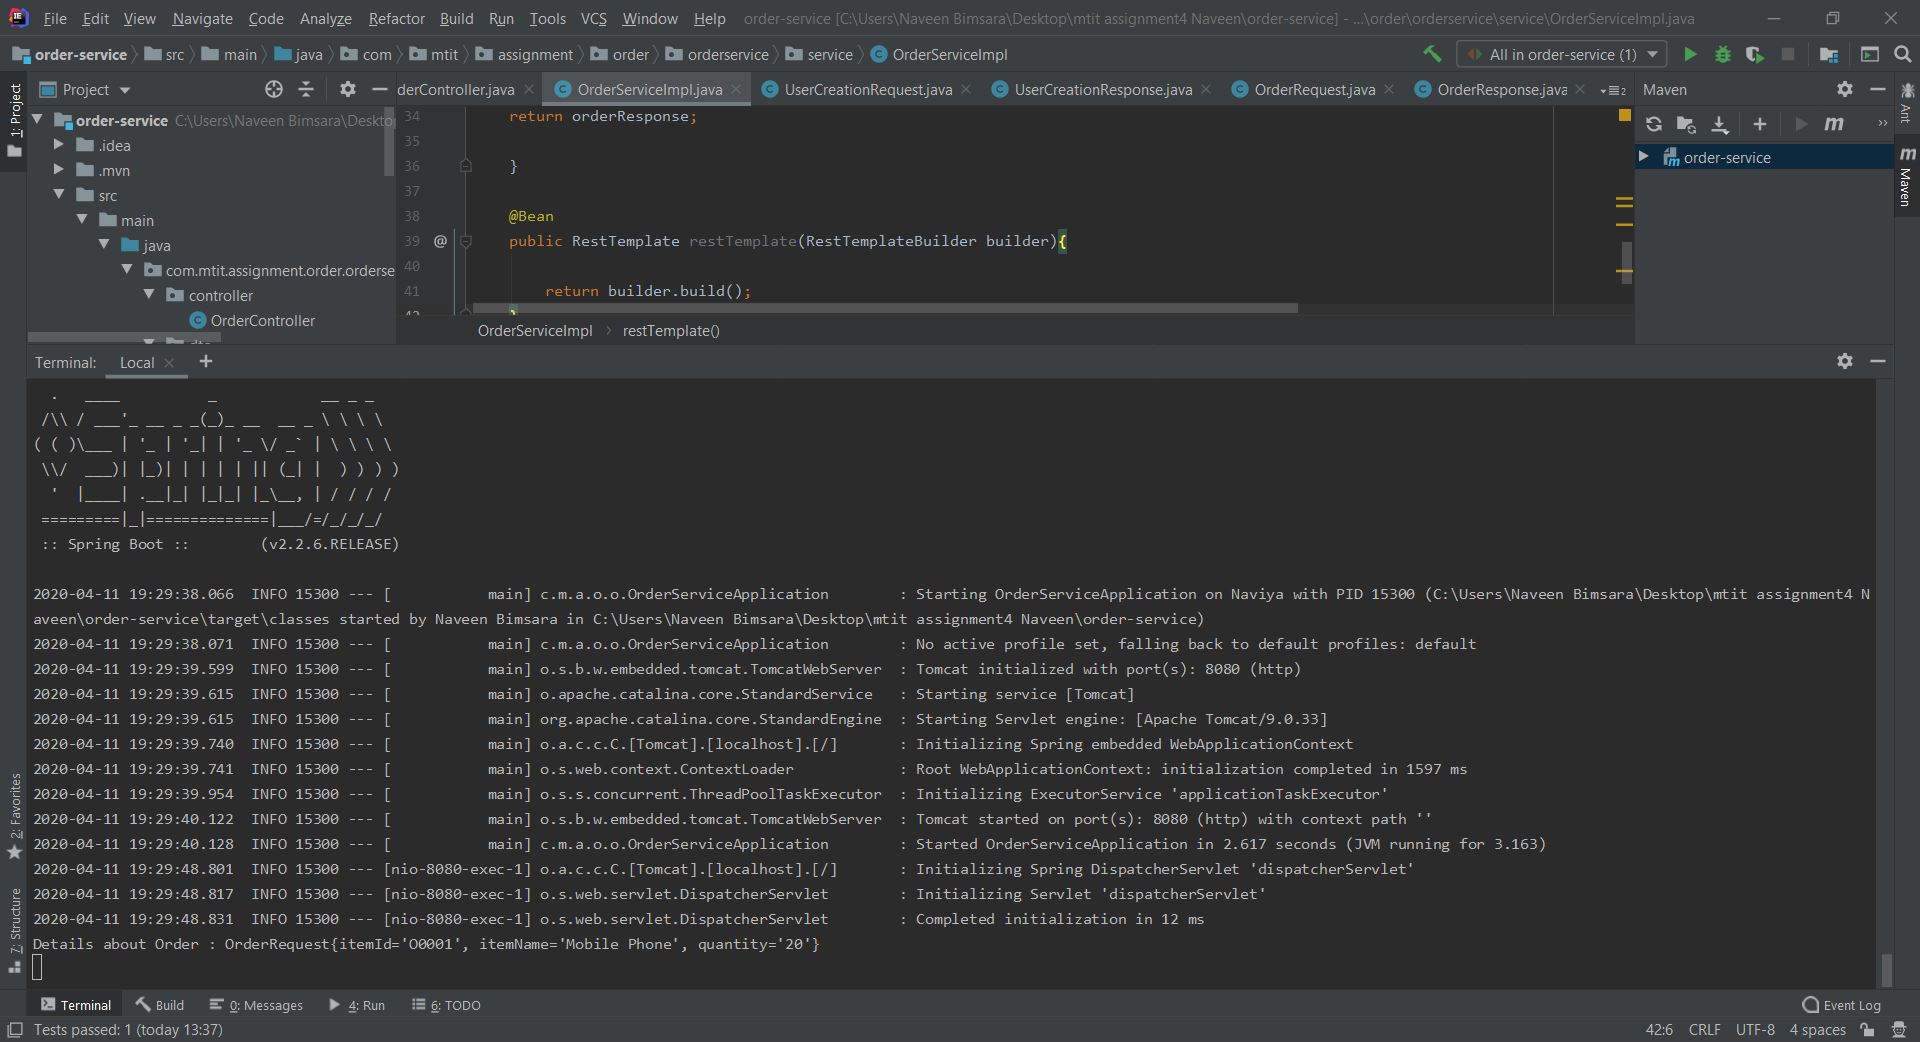 File Edit View Navigate Code Analyze Refactor Build Run Tools VCS Window Help order-service [C:\Users\Naveen Bimsara\Desktop\mtit assignment4 Naveen\order-service] - ...\order\orderservice\service\OrderServiceImpl.java
order-service src main java com mtit assignment order orderservice service OrderServiceImpl All in order-service (1)
Project derController.java OrderServiceImpl.java UserCreationRequest.java UserCreationResponse.java OrderRequest.java OrderResponse.java Maven
1: Project
Ant
Maven
order-service C:\Users\Naveen Bimsara\Deskto
.idea
.mvn
src
main
java
com.mtit.assignment.order.orderse
controller
OrderController
34 return orderResponse;
35
36 }
37
38 @Bean
39 public RestTemplate restTemplate(RestTemplateBuilder builder){
40
41 return builder.build();
42 }
OrderServiceImpl > restTemplate()
order-service
Terminal: Local
  .   ____          _            __ _ _
 /\\ / ___'_ __ _ _(_)_ __  __ _ \ \ \ \
( ( )\___ | '_ | '_| | '_ \/ _` | \ \ \ \
 \\/  ___)| |_)| | | | | || (_| |  ) ) ) )
  '  |____| .__|_| |_|_| |_\__, | / / / /
 =========|_|==============|___/=/_/_/_/
 :: Spring Boot ::        (v2.2.6.RELEASE)
2020-04-11 19:29:38.066  INFO 15300 --- [           main] c.m.a.o.o.OrderServiceApplication        : Starting OrderServiceApplication on Naviya with PID 15300 (C:\Users\Naveen Bimsara\Desktop\mtit assignment4 N
aveen\order-service\target\classes started by Naveen Bimsara in C:\Users\Naveen Bimsara\Desktop\mtit assignment4 Naveen\order-service)
2020-04-11 19:29:38.071  INFO 15300 --- [           main] c.m.a.o.o.OrderServiceApplication        : No active profile set, falling back to default profiles: default
2020-04-11 19:29:39.599  INFO 15300 --- [           main] o.s.b.w.embedded.tomcat.TomcatWebServer  : Tomcat initialized with port(s): 8080 (http)
2020-04-11 19:29:39.615  INFO 15300 --- [           main] o.apache.catalina.core.StandardService   : Starting service [Tomcat]
2020-04-11 19:29:39.615  INFO 15300 --- [           main] org.apache.catalina.core.StandardEngine  : Starting Servlet engine: [Apache Tomcat/9.0.33]
2020-04-11 19:29:39.740  INFO 15300 --- [           main] o.a.c.c.C.[Tomcat].[localhost].[/]       : Initializing Spring embedded WebApplicationContext
2020-04-11 19:29:39.741  INFO 15300 --- [           main] o.s.web.context.ContextLoader            : Root WebApplicationContext: initialization completed in 1597 ms
2020-04-11 19:29:39.954  INFO 15300 --- [           main] o.s.s.concurrent.ThreadPoolTaskExecutor  : Initializing ExecutorService 'applicationTaskExecutor'
2020-04-11 19:29:40.122  INFO 15300 --- [           main] o.s.b.w.embedded.tomcat.TomcatWebServer  : Tomcat started on port(s): 8080 (http) with context path ''
2020-04-11 19:29:40.128  INFO 15300 --- [           main] c.m.a.o.o.OrderServiceApplication        : Started OrderServiceApplication in 2.617 seconds (JVM running for 3.163)
2020-04-11 19:29:48.801  INFO 15300 --- [nio-8080-exec-1] o.a.c.c.C.[Tomcat].[localhost].[/]       : Initializing Spring DispatcherServlet 'dispatcherServlet'
2020-04-11 19:29:48.817  INFO 15300 --- [nio-8080-exec-1] o.s.web.servlet.DispatcherServlet        : Initializing Servlet 'dispatcherServlet'
2020-04-11 19:29:48.831  INFO 15300 --- [nio-8080-exec-1] o.s.web.servlet.DispatcherServlet        : Completed initialization in 12 ms
Details about Order : OrderRequest{itemId='O0001', itemName='Mobile Phone', quantity='20'}
2: Favorites
7: Structure
Terminal Build 0: Messages 4: Run 6: TODO Event Log
Tests passed: 1 (today 13:37) 42:6 CRLF UTF-8 4 spaces